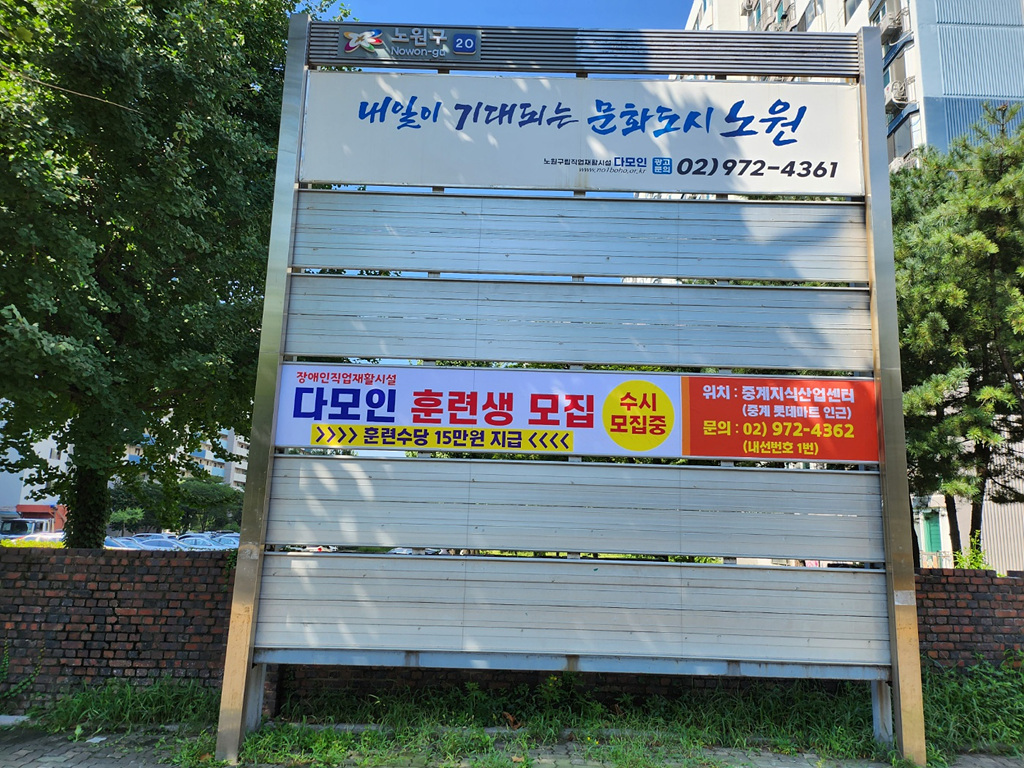 노원구
Nowon-gu
20
내일이 기대되는 문화도시 노원
노원구립직업재활시설 다모인 광고문의 02)972-4361
www.no1boho.or.kr
장애인직업재활시설
다모인 훈련생 모집
>>>> 훈련수당 15만원 지급 <<<<
수시
모집중
위치 : 중계지식산업센터
(중계 롯데마트 인근)
문의 : 02) 972-4362
(내선번호 1번)